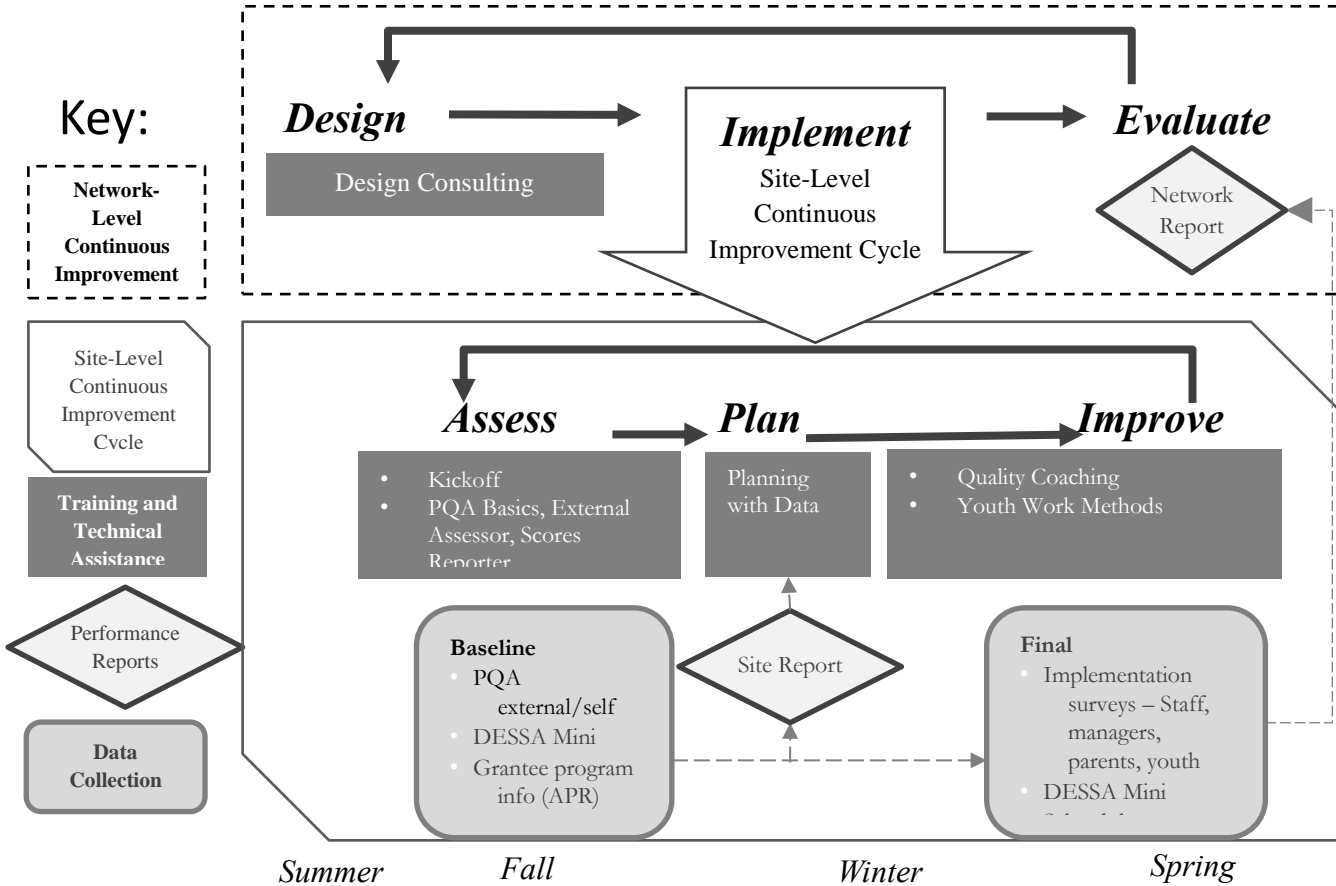 Key:
Network-
Level
Continuous
Improvement
Site-Level
Continuous
Improvement
Cycle
Training and
Technical
Assistance
Performance
Reports
Data
Collection
Design
Design Consulting
Implement
Site-Level
Continuous
Improvement Cycle
Evaluate
Network
Report
Assess
• Kickoff
• PQA Basics, External
Assessor, Scores
Reporter
Plan
Planning
with Data
Improve
• Quality Coaching
• Youth Work Methods
Baseline
• PQA
external/self
• DESSA Mini
• Grantee program
info (APR)
Site Report
Final
• Implementation
surveys – Staff,
managers,
parents, youth
• DESSA Mini
Summer
Fall
Winter
Spring